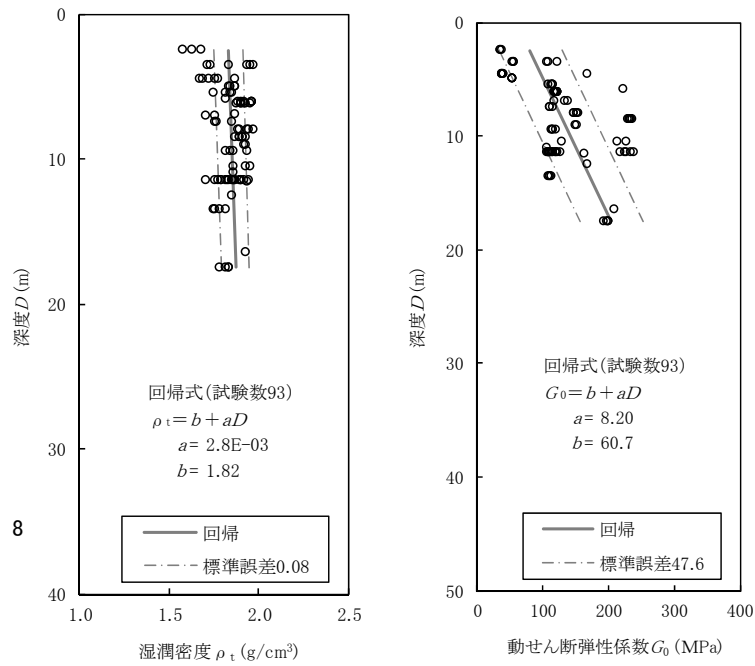 0
10
20
30
40
深度D(m)
1.0
1.5
2.0
2.5
湿潤密度ρt(g/cm³)
回帰式(試験数93)
ρt=b+aD
a= 2.8E-03
b= 1.82
回帰
標準誤差0.08
8
0
10
20
30
40
50
深度D(m)
0
100
200
300
400
動せん断弾性係数G0(MPa)
回帰式(試験数93)
G0=b+aD
a= 8.20
b= 60.7
回帰
標準誤差47.6